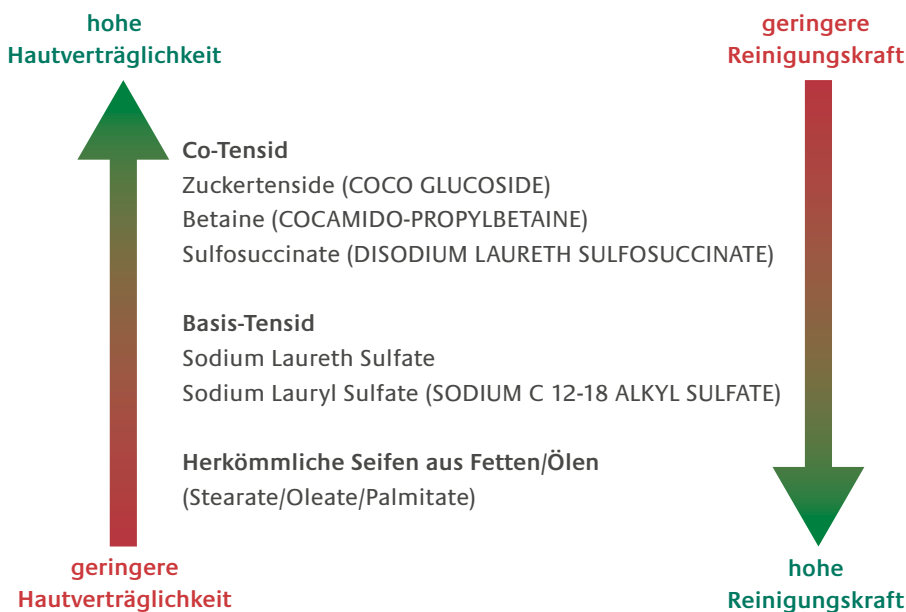 hohe
Hautverträglichkeit
geringere
Reinigungskraft
Co-Tensid
Zuckertenside (COCO GLUCOSIDE)
Betaine (COCAMIDO-PROPYLBETAINE)
Sulfosuccinate (DISODIUM LAURETH SULFOSUCCINATE)
Basis-Tensid
Sodium Laureth Sulfate
Sodium Lauryl Sulfate (SODIUM C 12-18 ALKYL SULFATE)
Herkömmliche Seifen aus Fetten/Ölen
(Stearate/Oleate/Palmitate)
geringere
Hautverträglichkeit
hohe
Reinigungskraft